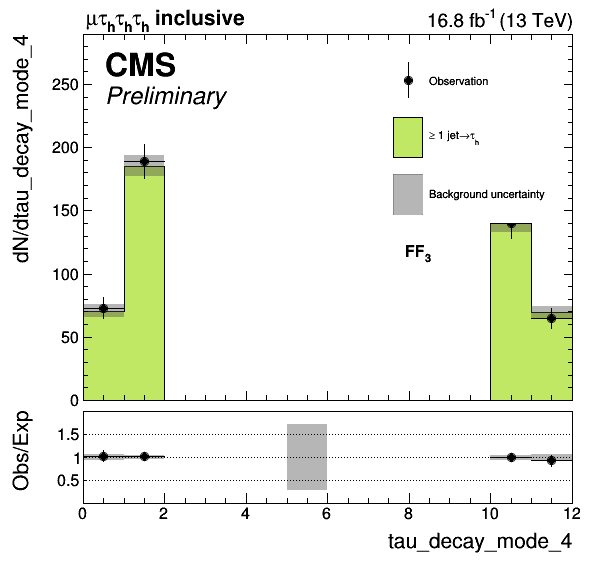 μτₕτₕτₕ inclusive 16.8 fb⁻¹ (13 TeV)
CMS
Preliminary
Observation
≥ 1 jet→τₕ
Background uncertainty
FF₃
dN/dtau_decay_mode_4
250
200
150
100
50
0
Obs/Exp
1.5
1
0.5
0 2 4 6 8 10 12
tau_decay_mode_4